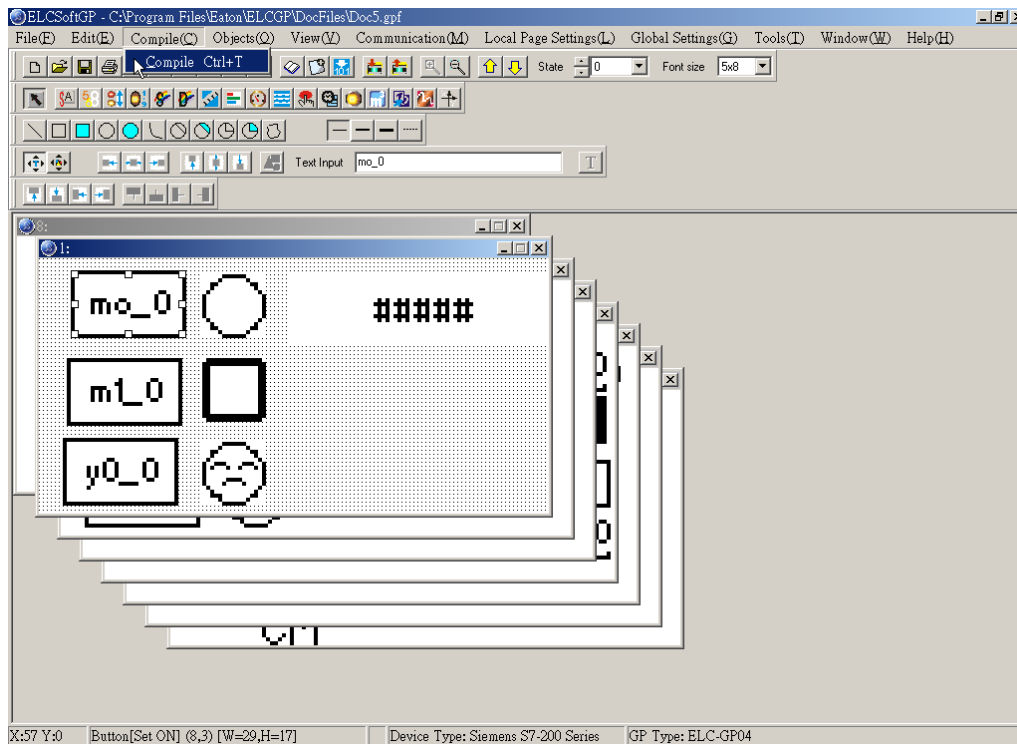 ELCSoftGP - C:\Program Files\Eaton\ELCGP\DocFiles\Doc5.gpf
File(F) Edit(E) Compile(C) Objects(O) View(V) Communication(M) Local Page Settings(L) Global Settings(G) Tools(T) Window(W) Help(H)
Compile Ctrl+T
State 0 Font size 5x8
Text Input mo_0 T
8:
1:
mo_0 #####
m1_0
y0_0
X:57 Y:0 Button[Set ON] (8,3) [W=29,H=17] Device Type: Siemens S7-200 Series GP Type: ELC-GP04